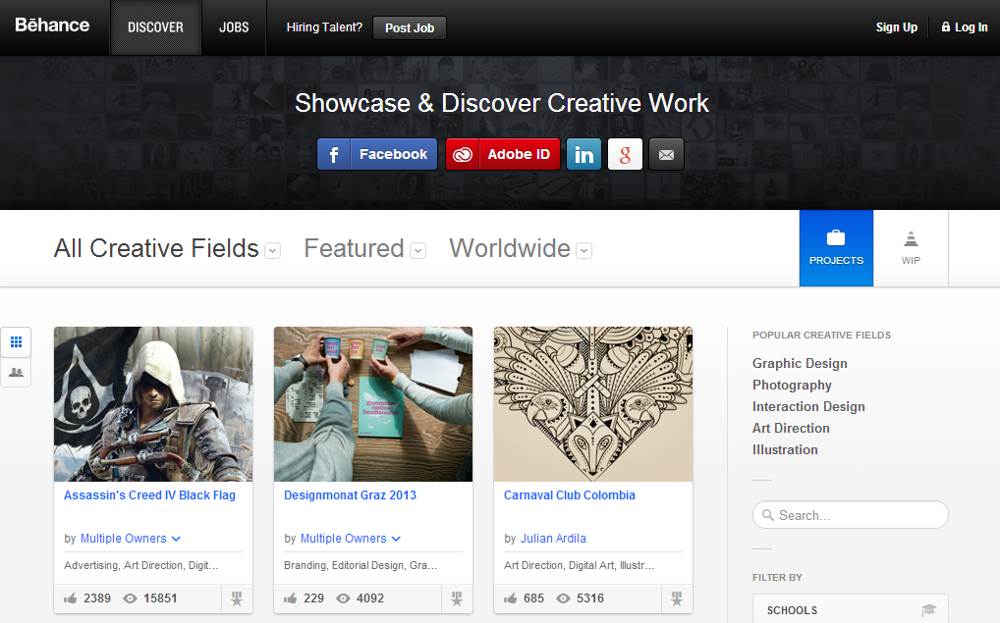 Bēhance
DISCOVER
JOBS
Hiring Talent?
Post Job
Sign Up
Log In
Showcase & Discover Creative Work
f Facebook
Adobe ID
in
g
All Creative Fields
Featured
Worldwide
PROJECTS
WIP
Assassin's Creed IV Black Flag
by Multiple Owners
Advertising, Art Direction, Digit...
2389 15851
Designmonat Graz 2013
by Multiple Owners
Branding, Editorial Design, Gra...
229 4092
Carnaval Club Colombia
by Julian Ardila
Art Direction, Digital Art, Illustr...
685 5316
POPULAR CREATIVE FIELDS
Graphic Design
Photography
Interaction Design
Art Direction
Illustration
Search...
FILTER BY
SCHOOLS